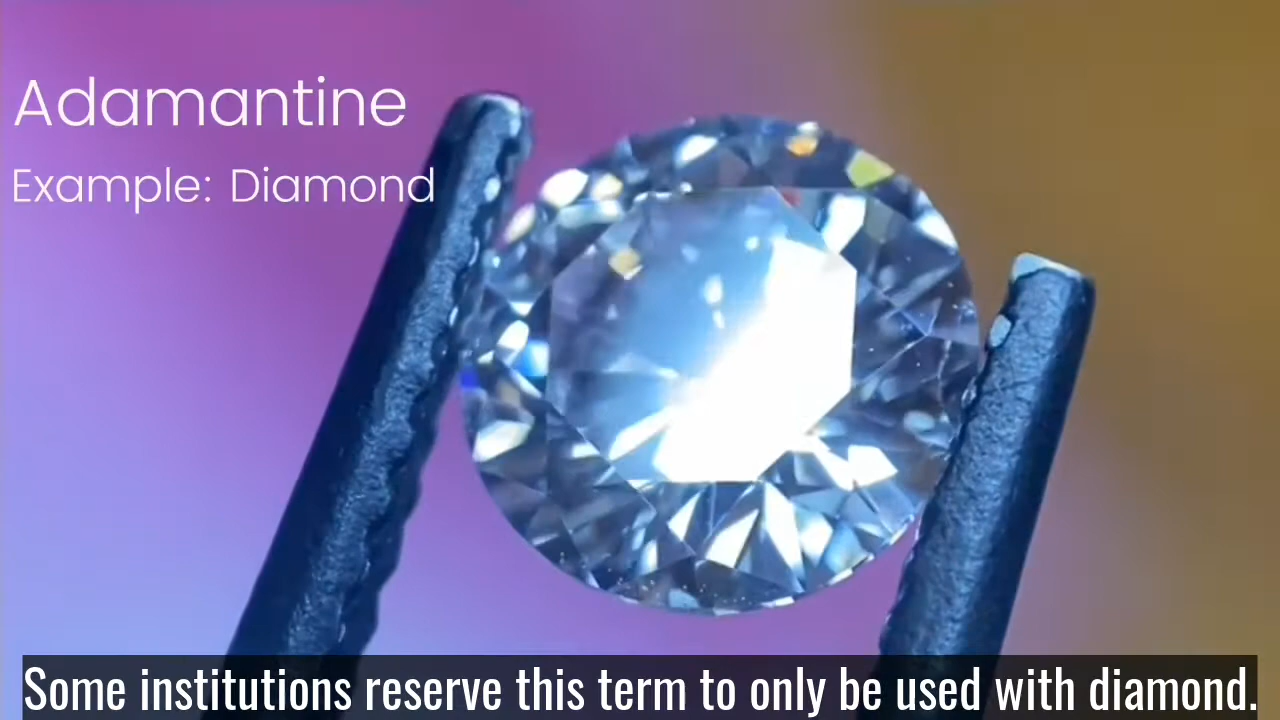 Adamantine
Example: Diamond
Some institutions reserve this term to only be used with diamond.